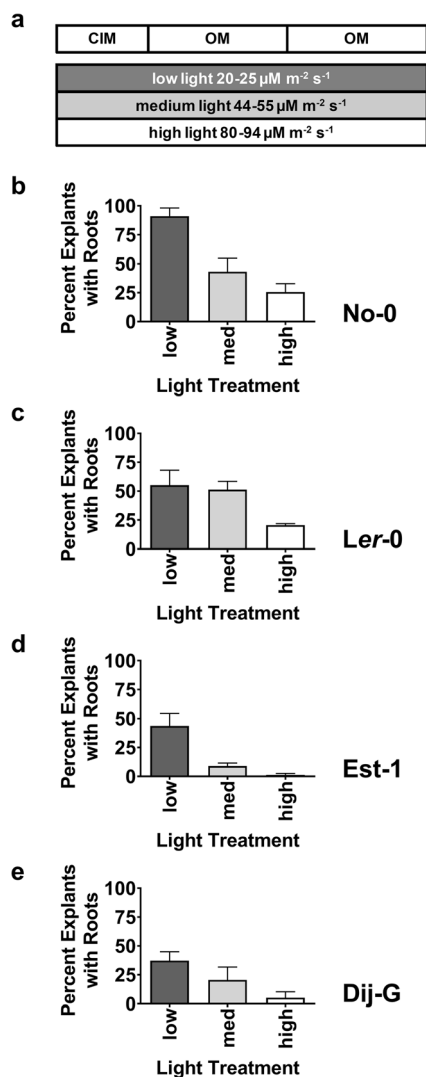 a
CIM OM OM
low light 20-25 µM m⁻² s⁻¹
medium light 44-55 µM m⁻² s⁻¹
high light 80-94 µM m⁻² s⁻¹
b
Percent Explants
with Roots
100
75
50
25
0
low med high
Light Treatment
No-0
c
Percent Explants
with Roots
100
75
50
25
0
low med high
Light Treatment
Ler-0
d
Percent Explants
with Roots
100
75
50
25
0
low med high
Light Treatment
Est-1
e
Percent Explants
with Roots
100
75
50
25
0
low med high
Light Treatment
Dij-G